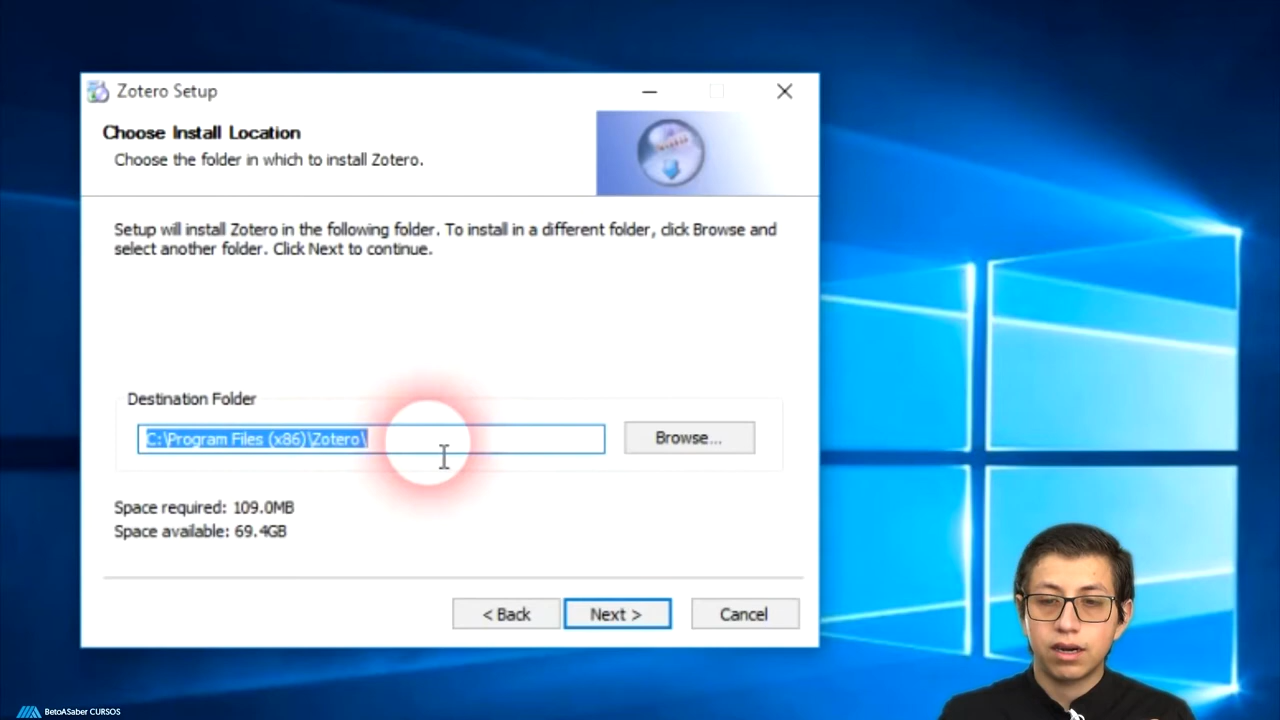 Zotero Setup
Choose Install Location
Choose the folder in which to install Zotero.
Setup will install Zotero in the following folder. To install in a different folder, click Browse and
select another folder. Click Next to continue.
Destination Folder
C:\Program Files (x86)\Zotero\
Browse...
Space required: 109.0MB
Space available: 69.4GB
< Back
Next >
Cancel
BetoASaber CURSOS